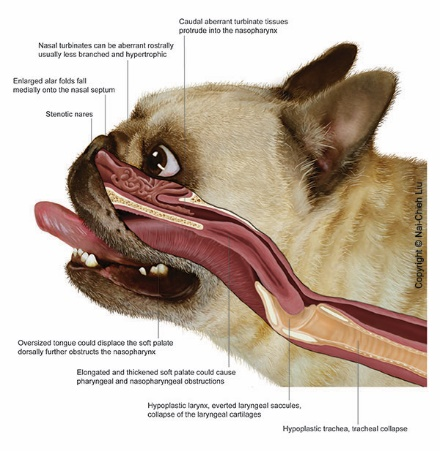 Caudal aberrant turbinate tissues
protrude into the nasopharynx
Nasal turbinates can be aberrant rostrally
usually less branched and hypertrophic
Enlarged alar folds fall
medially onto the nasal septum
Stenotic nares
Copyright © Nai-Chieh Liu
Oversized tongue could displace the soft palate
dorsally further obstructs the nasopharynx
Elongated and thickened soft palate could cause
pharyngeal and nasopharyngeal obstructions
Hypoplastic larynx, everted laryngeal saccules,
collapse of the laryngeal cartilages
Hypoplastic trachea, tracheal collapse